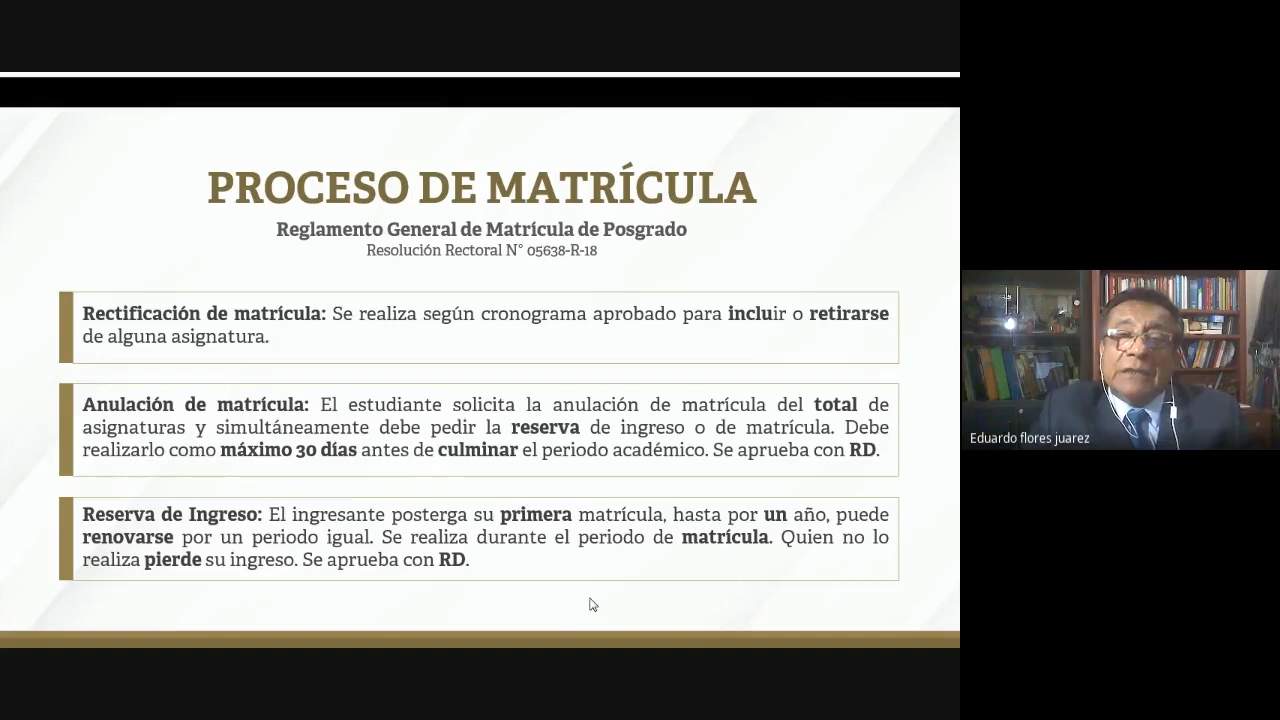 PROCESO DE MATRÍCULA
Reglamento General de Matrícula de Posgrado
Resolución Rectoral N° 05638-R-18
Rectificación de matrícula: Se realiza según cronograma aprobado para incluir o retirarse
de alguna asignatura.
Anulación de matrícula: El estudiante solicita la anulación de matrícula del total de
asignaturas y simultáneamente debe pedir la reserva de ingreso o de matrícula. Debe
realizarlo como máximo 30 días antes de culminar el periodo académico. Se aprueba con RD.
Reserva de Ingreso: El ingresante posterga su primera matrícula, hasta por un año, puede
renovarse por un periodo igual. Se realiza durante el periodo de matrícula. Quien no lo
realiza pierde su ingreso. Se aprueba con RD.
Eduardo flores juarez